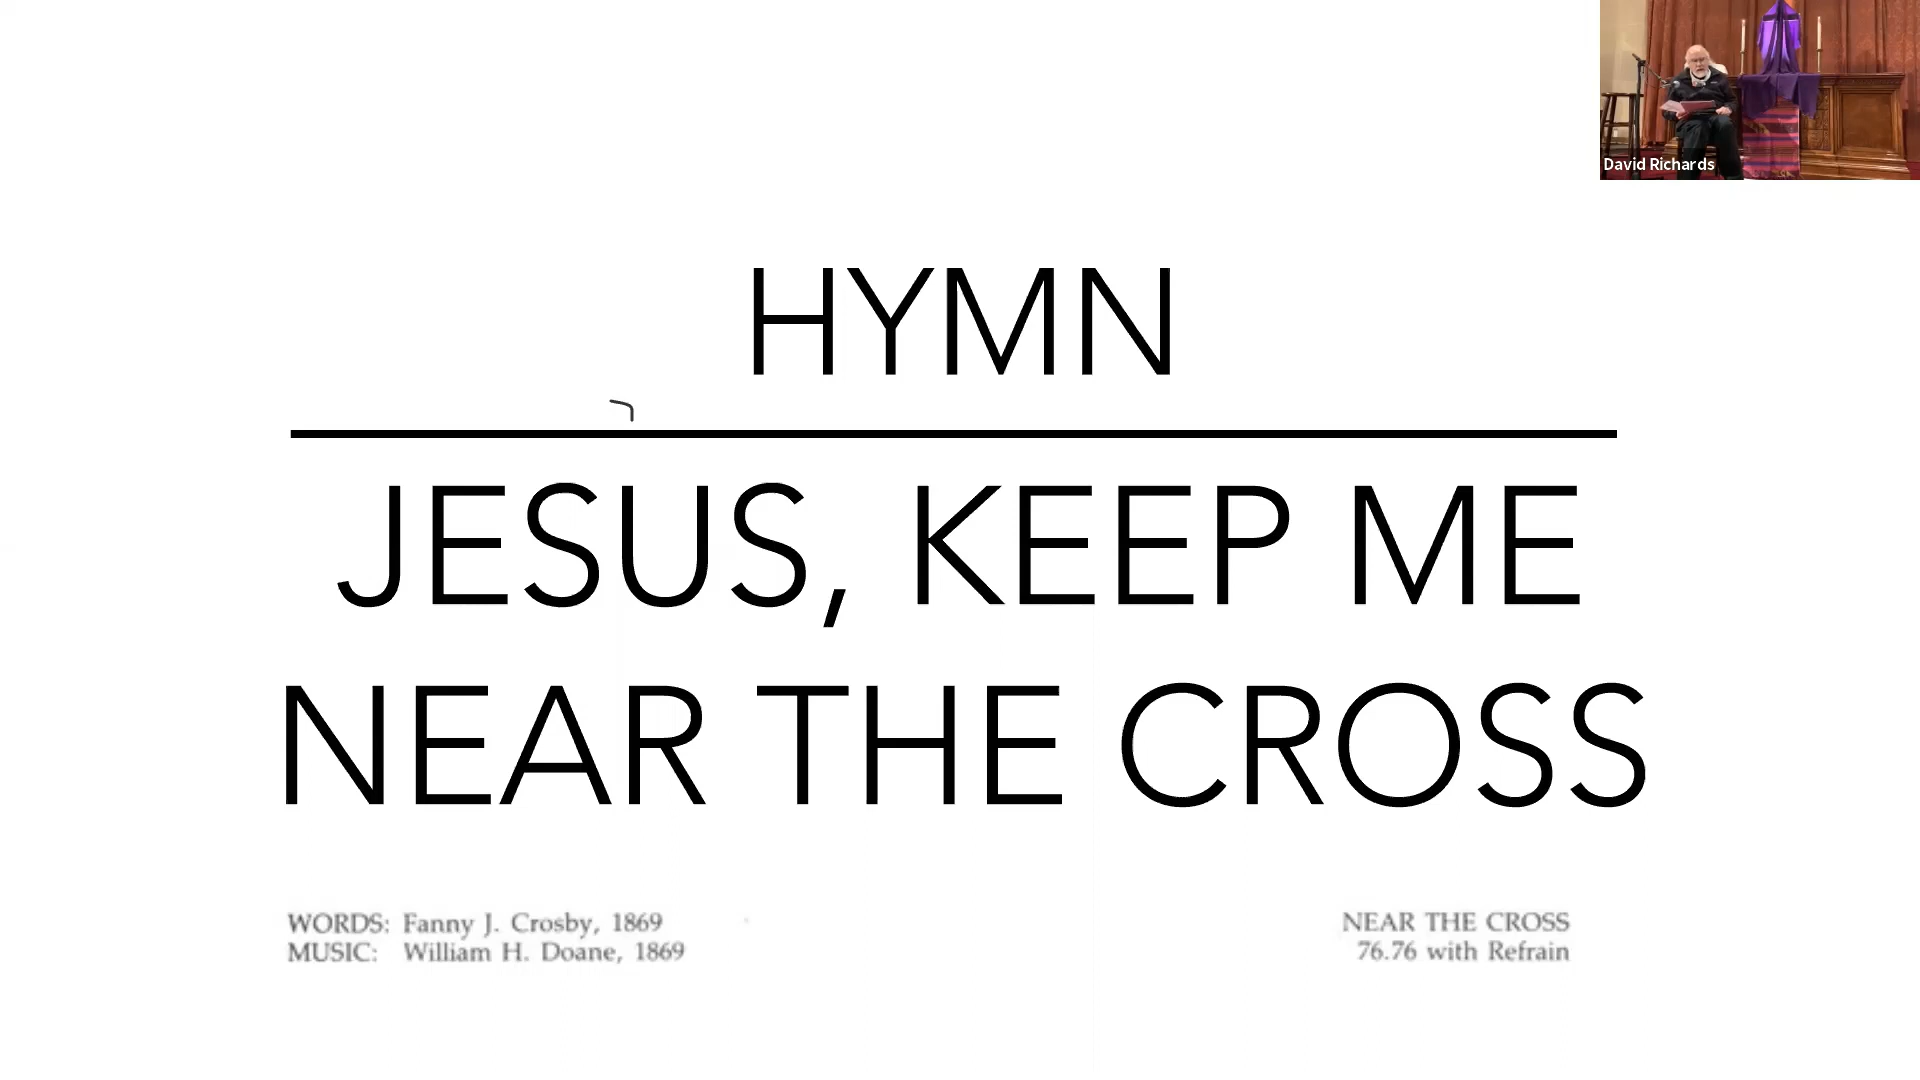 David Richards
HYMN
JESUS, KEEP ME
NEAR THE CROSS
WORDS: Fanny J. Crosby, 1869
MUSIC: William H. Doane, 1869
NEAR THE CROSS
76.76 with Refrain